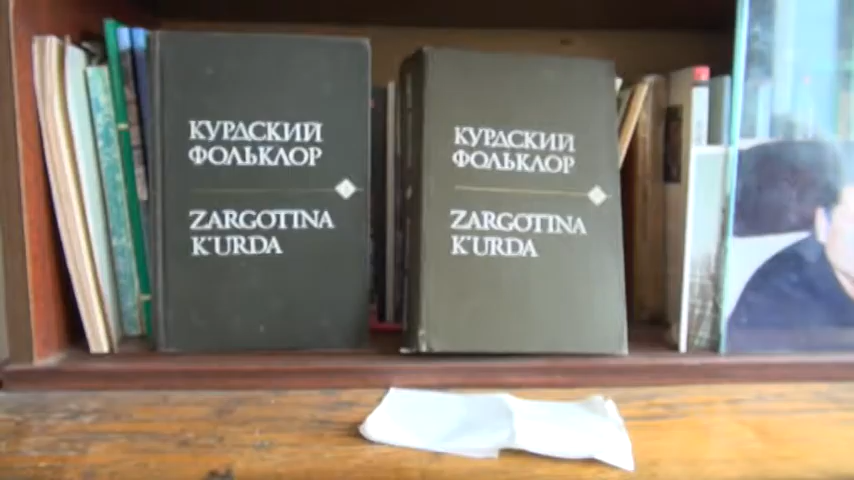 КУРДСКИЙ
ФОЛЬКЛОР
ZARGOTINA
K'URDA
КУРДСКИЙ
ФОЛЬКЛОР
ZARGOTINA
K'URDA